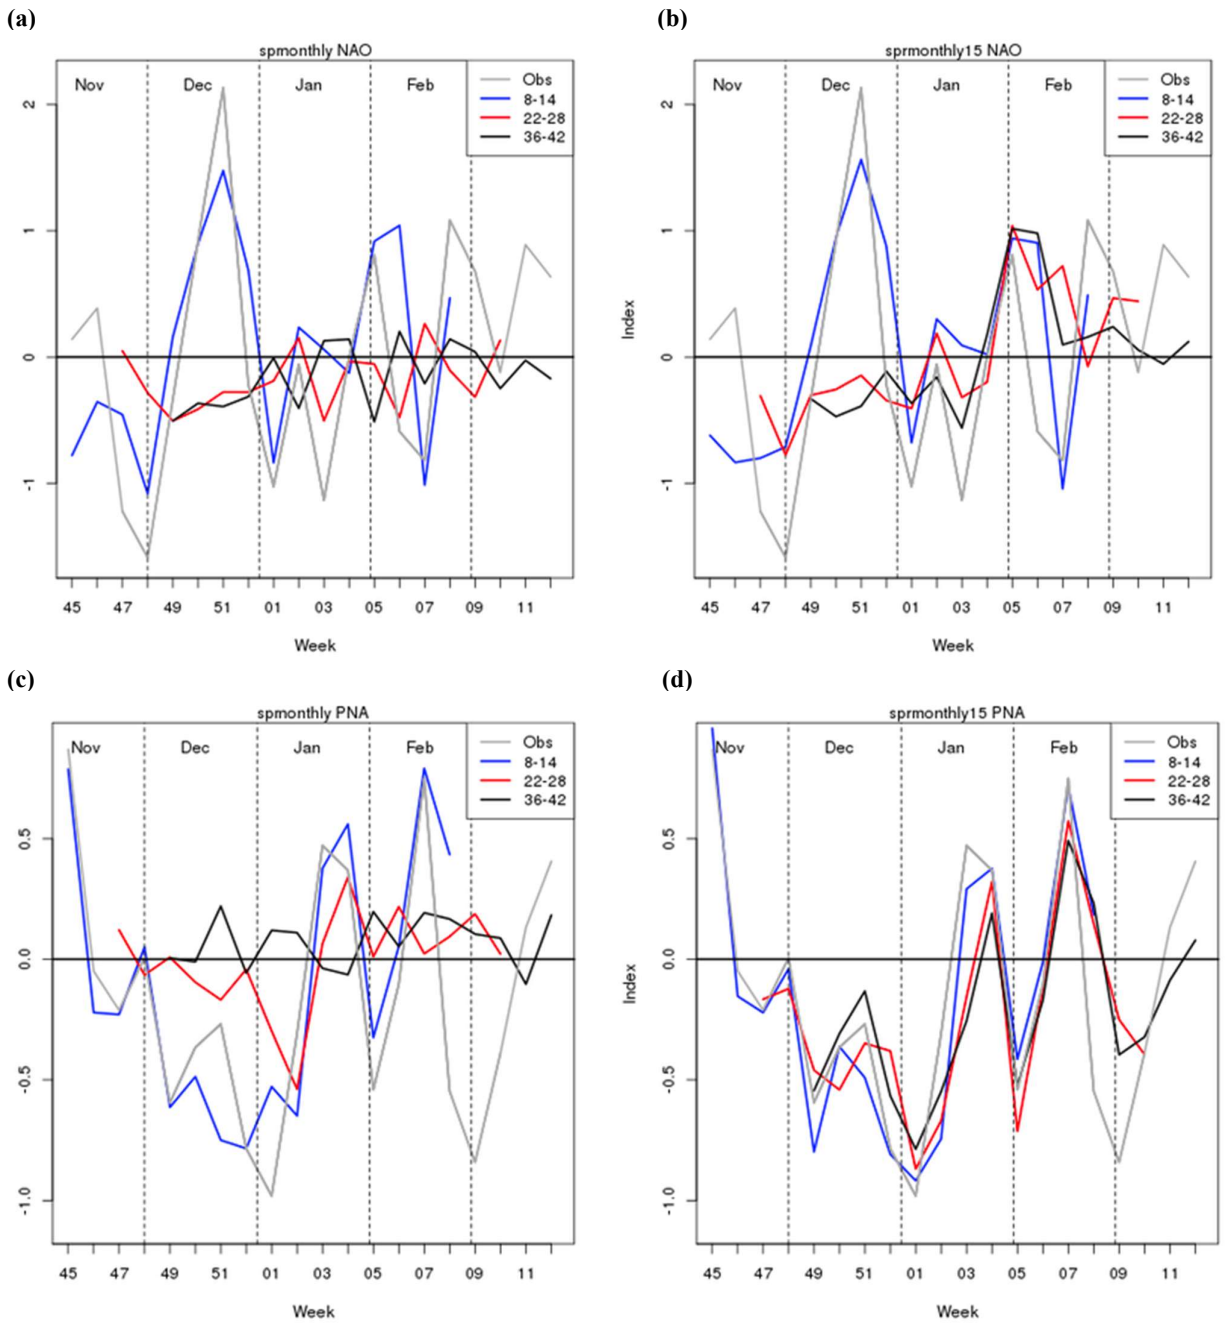 (a)
spmonthly NAO
Nov Dec Jan Feb
Obs
8-14
22-28
36-42
2
1
0
-1
45 47 49 51 01 03 05 07 09 11
Week
(b)
sprmonthly15 NAO
Nov Dec Jan Feb
Obs
8-14
22-28
36-42
Index
2
1
0
-1
45 47 49 51 01 03 05 07 09 11
Week
(c)
spmonthly PNA
Nov Dec Jan Feb
Obs
8-14
22-28
36-42
0.5
0.0
-0.5
-1.0
45 47 49 51 01 03 05 07 09 11
Week
(d)
sprmonthly15 PNA
Nov Dec Jan Feb
Obs
8-14
22-28
36-42
Index
0.5
0.0
-0.5
-1.0
45 47 49 51 01 03 05 07 09 11
Week